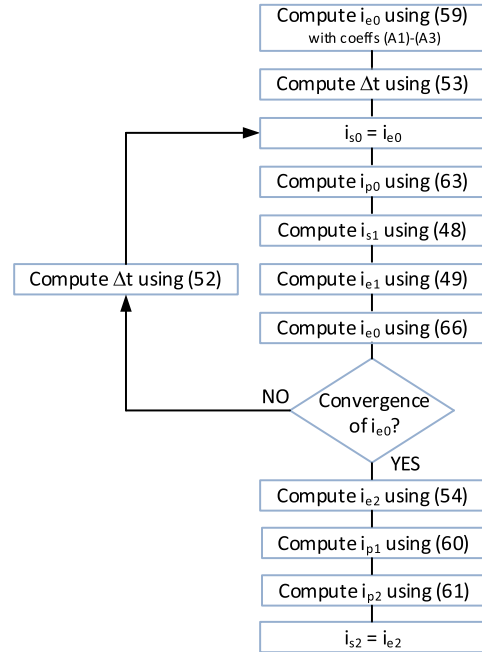 Compute i_e0 using (59)
with coeffs (A1)-(A3)
Compute Δt using (53)
i_s0 = i_e0
Compute i_p0 using (63)
Compute i_s1 using (48)
Compute Δt using (52)
Compute i_e1 using (49)
Compute i_e0 using (66)
NO
Convergence
of i_e0?
YES
Compute i_e2 using (54)
Compute i_p1 using (60)
Compute i_p2 using (61)
i_s2 = i_e2